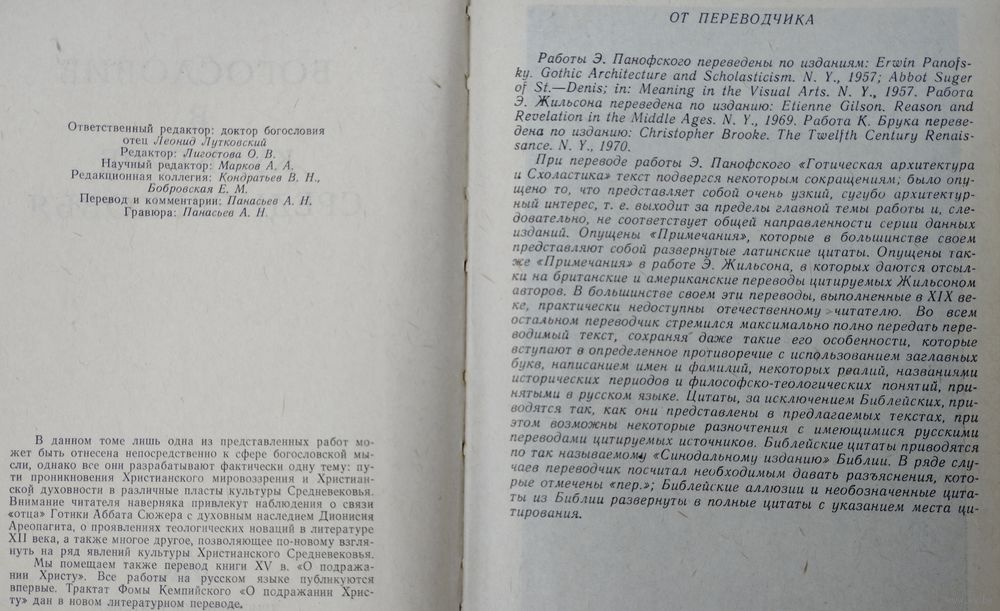 Ответственный редактор: доктор богословия
отец Леонид Лутковский
Редактор: Лигостова О. В.
Научный редактор: Марков А. А.
Редакционная коллегия: Кондратьев В. Н.,
Бобровская Е. М.
Перевод и комментарии: Панасьев А. Н.
Гравюра: Панасьев А. Н.
В данном томе лишь одна из представленных работ мо-
жет быть отнесена непосредственно к сфере богословской мы-
сли, однако все они разрабатывают фактически одну тему: пу-
ти проникновения Христианского мировоззрения и Христиан-
ской духовности в различные пласты культуры Средневековья.
Внимание читателя наверняка привлекут наблюдения о связи
«отца» Готики Аббата Сюжера с духовным наследием Дионисия
Ареопагита, о проявлениях теологических новаций в литературе
XII века, а также многое другое, позволяющее по-новому взгля-
нуть на ряд явлений культуры Христианского Средневековья.
Мы помещаем также перевод книги XV в. «О подража-
нии Христу». Все работы на русском языке публикуются
впервые. Трактат Фомы Кемпийского «О подражании Хрис-
ту» дан в новом литературном переводе.
ОТ ПЕРЕВОДЧИКА
Работы Э. Панофского переведены по изданиям: Erwin Panofs-
ky. Gothic Architecture and Scholasticism. N. Y., 1957; Abbot Suger
of St.—Denis; in: Meaning in the Visual Arts. N. Y., 1957. Работа
Э. Жильсона переведена по изданию: Etienne Gilson. Reason and
Revelation in the Middle Ages. N. Y., 1969. Работа К. Брука переве-
дена по изданию: Christopher Brooke. The Twelfth Century Renais-
sance. N. Y., 1970.
При переводе работы Э. Панофского «Готическая архитектура
и Схоластика» текст подвергся некоторым сокращениям; было опу-
щено то, что представляет собой очень узкий, сугубо архитектур-
ный интерес, т. е. выходит за пределы главной темы работы и, сле-
довательно, не соответствует общей направленности серии данных
изданий. Опущены «Примечания», которые в большинстве своем
представляют собой развернутые латинские цитаты. Опущены так-
же «Примечания» в работе Э. Жильсона, в которых даются отсыл-
ки на британские и американские переводы цитируемых Жильсоном
авторов. В большинстве своем эти переводы, выполненные в XIX ве-
ке, практически недоступны отечественному читателю. Во всем
остальном переводчик стремился максимально полно передать пере-
водимый текст, сохраняя даже такие его особенности, которые
вступают в определенное противоречие с использованием заглавных
букв, написанием имен и фамилий, некоторых реалий, названиями
исторических периодов и философско-теологических понятий, при-
нятыми в русском языке. Цитаты, за исключением Библейских, при-
водятся так, как они представлены в предлагаемых текстах, при
этом возможны некоторые разночтения с имеющимися русскими
переводами цитируемых источников. Библейские цитаты приводятся
по так называемому «Синодальному изданию» Библии. В ряде слу-
чаев переводчик посчитал необходимым давать разъяснения, кото-
рые отмечены «пер.»; Библейские аллюзии и необозначенные цита-
ты из Библии развернуты в полные цитаты с указанием места ци-
тирования.